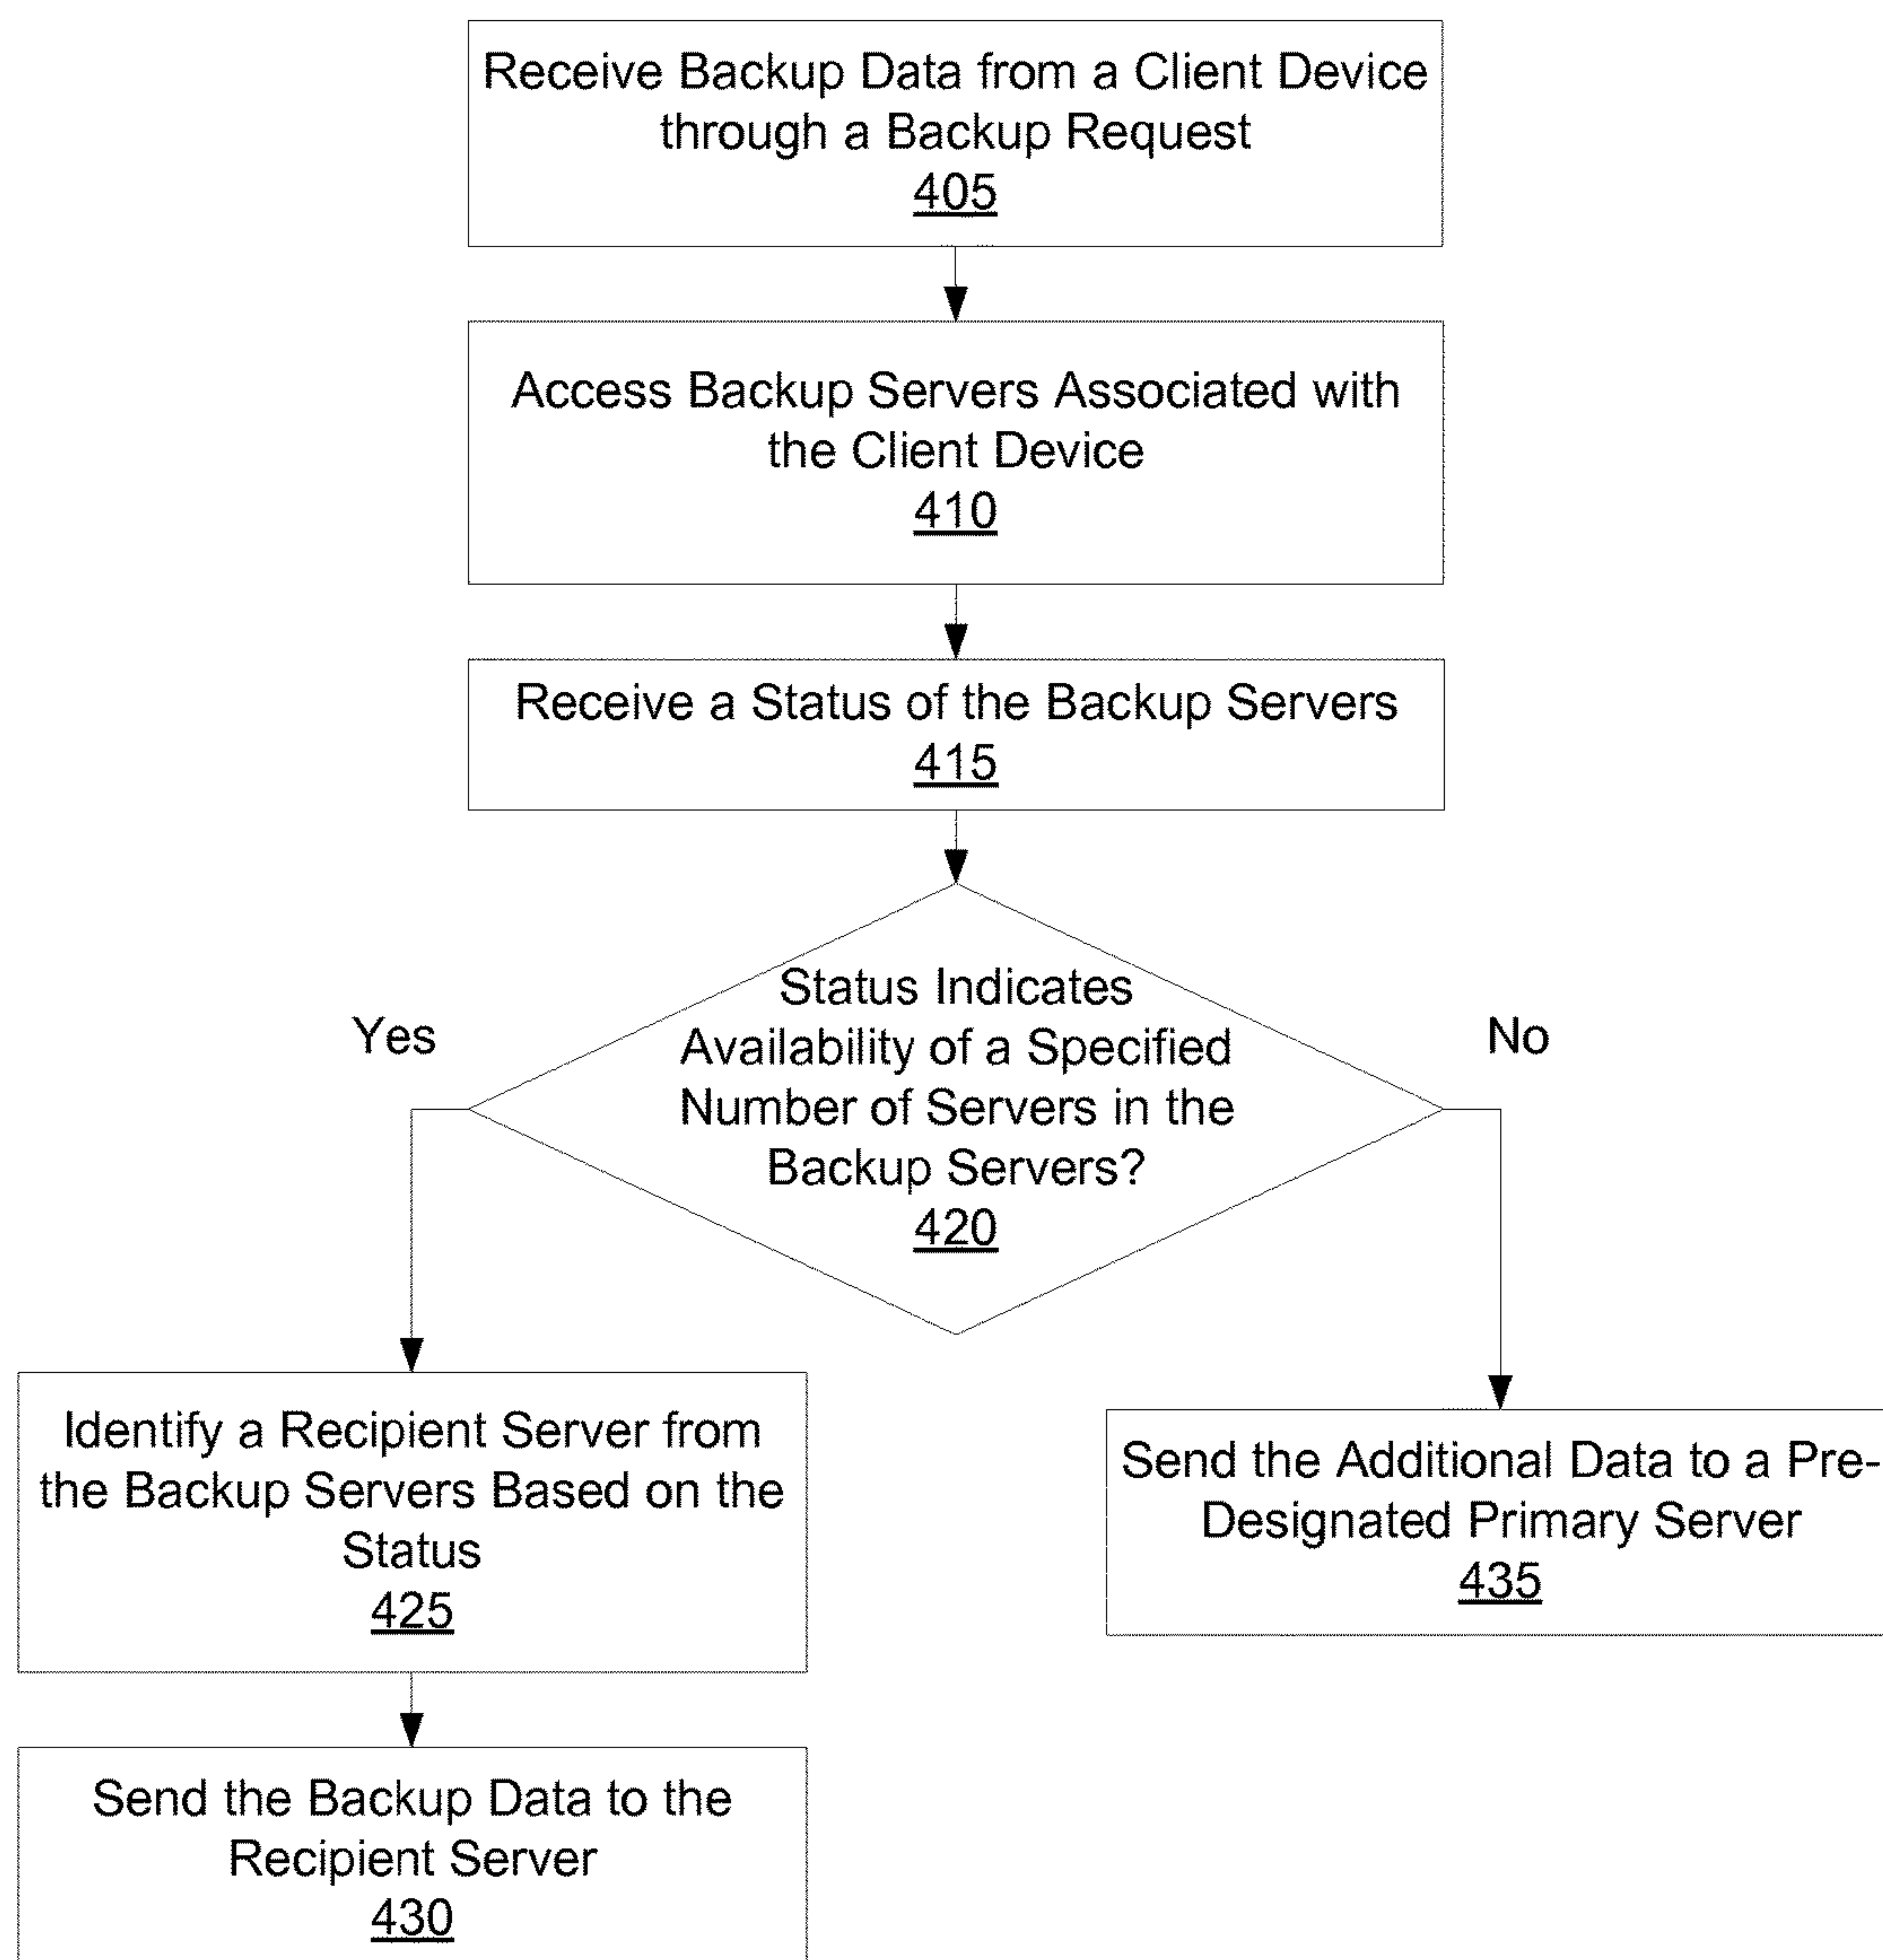 Receive Backup Data from a Client Device
through a Backup Request
405
Access Backup Servers Associated with
the Client Device
410
Receive a Status of the Backup Servers
415
Status Indicates
Availability of a Specified
Number of Servers in the
Backup Servers?
420
Yes
No
Identify a Recipient Server from
the Backup Servers Based on the
Status
425
Send the Backup Data to the
Recipient Server
430
Send the Additional Data to a Pre-
Designated Primary Server
435